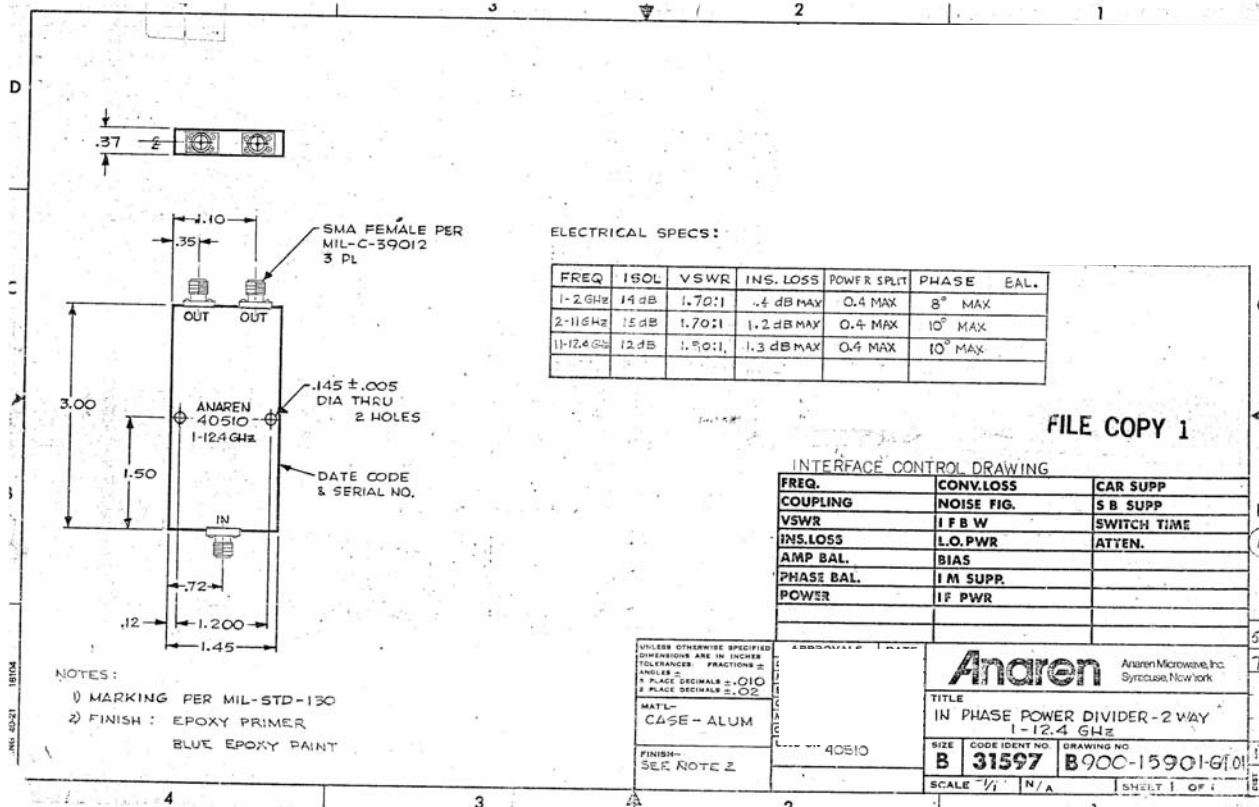 3
2
1
D
.37
1.10
.35
SMA FEMALE PER
MIL-C-39012
3 PL
ELECTRICAL SPECS:
FREQ ISOL VSWR INS. LOSS POWER SPLIT PHASE BAL.
1-2 GHz 14 dB 1.70:1 .4 dB MAX 0.4 MAX 8° MAX
2-11 GHz 15 dB 1.70:1 1.2 dB MAX 0.4 MAX 10° MAX
11-12.4 GHz 12 dB 1.3 dB MAX 0.4 MAX 10° MAX
C
OUT OUT
3.00
ANAREN
40510
1-12.4 GHz
.145 ±.005
DIA THRU
2 HOLES
1.50
DATE CODE
& SERIAL NO.
IN
.72
.12
1.200
1.45
FILE COPY 1
INTERFACE CONTROL DRAWING
FREQ. CONV.LOSS CAR SUPP
COUPLING NOISE FIG. S B SUPP
VSWR I F B W SWITCH TIME
INS.LOSS L.O.PWR ATTEN.
AMP BAL. BIAS
PHASE BAL. I M SUPP.
POWER IF PWR
NOTES:
1) MARKING PER MIL-STD-130
2) FINISH: EPOXY PRIMER
BLUE EPOXY PAINT
UNLESS OTHERWISE SPECIFIED
DIMENSIONS ARE IN INCHES
TOLERANCES: FRACTIONS ±
ANGLES ±
3 PLACE DECIMALS ±.010
2 PLACE DECIMALS ±.02
MAT'L-
CASE - ALUM
FINISH-
SEE NOTE 2
40510
Anaren
Anaren Microwave, Inc.
Syracuse, New York
TITLE
IN PHASE POWER DIVIDER - 2 WAY
1-12.4 GHz
SIZE CODE IDENT NO. DRAWING NO.
B 31597 B900-15901-G101
SCALE 1/1 N/A SHEET 1 OF 1
4
3
2
1